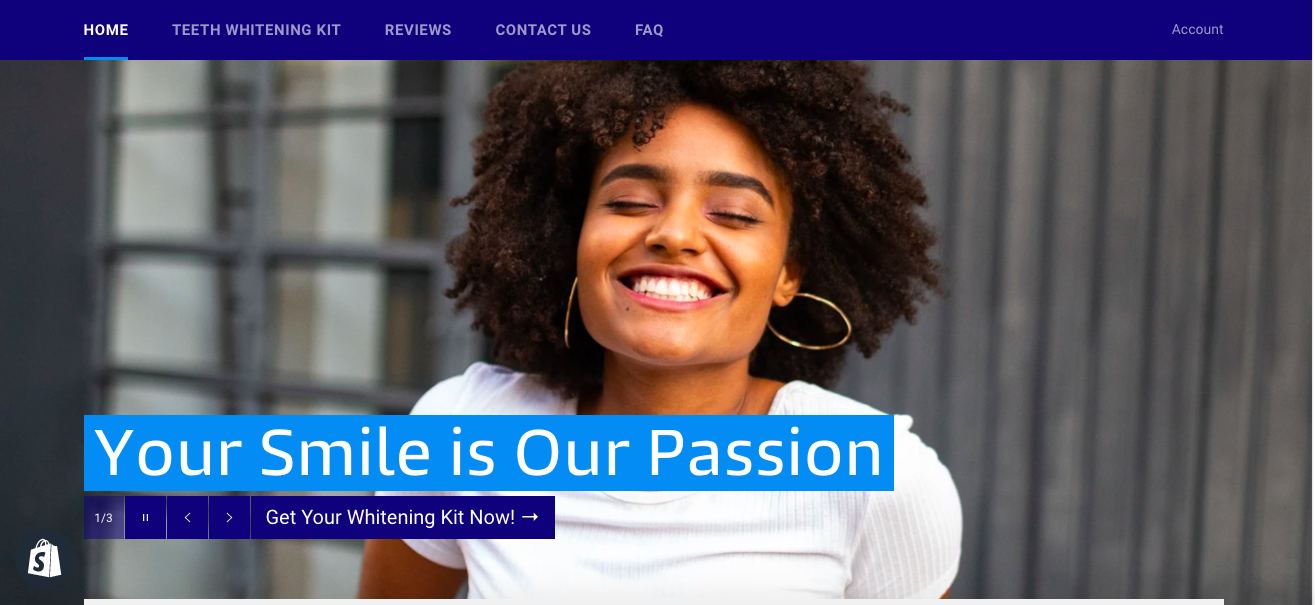 HOME TEETH WHITENING KIT REVIEWS CONTACT US FAQ Account
Your Smile is Our Passion
1/3 Get Your Whitening Kit Now! →
S